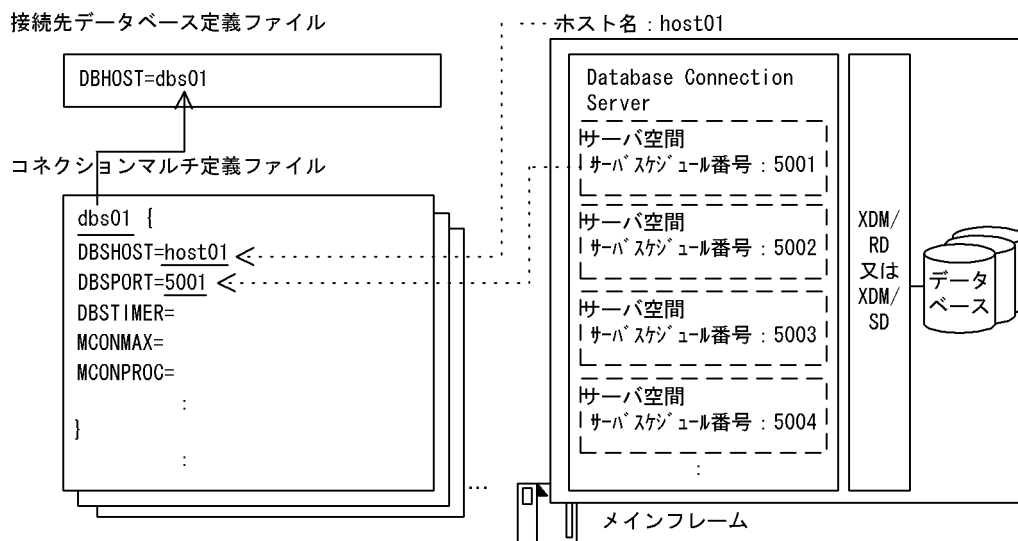 接続先データベース定義ファイル
DBHOST=dbs01
コネクションマルチ定義ファイル
dbs01 {
DBSHOST=host01
DBSPORT=5001
DBSTIMER=
MCONMAX=
MCONPROC=
:
}
:
...
ホスト名:host01
Database Connection
Server
サーバ空間
サーバスケジュール番号:5001
サーバ空間
サーバスケジュール番号:5002
サーバ空間
サーバスケジュール番号:5003
サーバ空間
サーバスケジュール番号:5004
:
XDM/
RD
又は
XDM/
SD
データ
ベース
メインフレーム